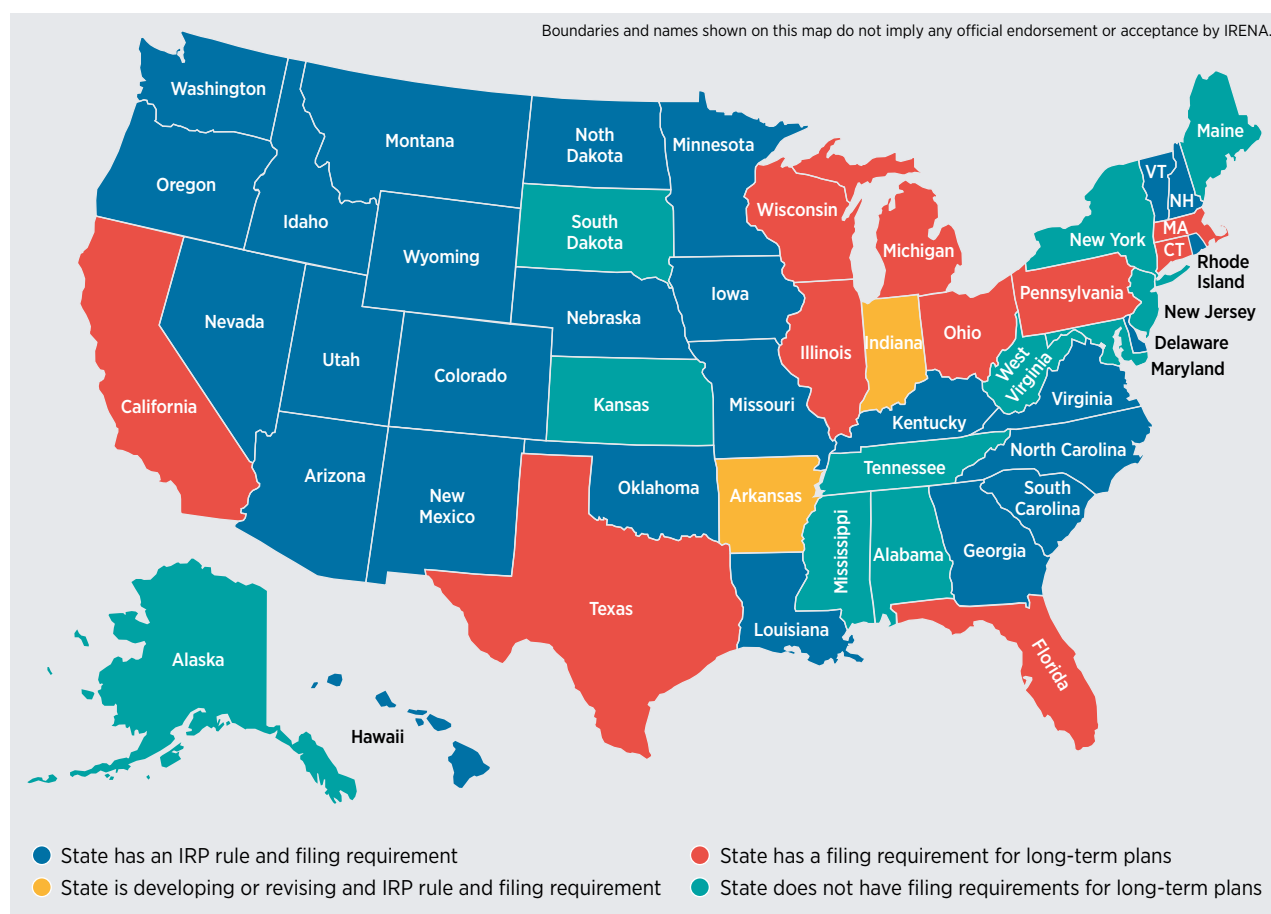 Boundaries and names shown on this map do not imply any official endorsement or acceptance by IRENA.
Washington
Montana
Noth
Dakota
Minnesota
Maine
Oregon
Idaho
Wyoming
South
Dakota
Wisconsin
Michigan
New York
VT
NH
MA
CT
Rhode
Island
Nevada
Utah
Colorado
Nebraska
Iowa
Illinois
Indiana
Ohio
Pennsylvania
New Jersey
Delaware
Maryland
California
Kansas
Missouri
Kentucky
West
Virginia
Virginia
Arizona
New
Mexico
Oklahoma
Arkansas
Tennessee
North Carolina
South
Carolina
Texas
Louisiana
Mississippi
Alabama
Georgia
Florida
Alaska
Hawaii
State has an IRP rule and filing requirement
State is developing or revising and IRP rule and filing requirement
State has a filing requirement for long-term plans
State does not have filing requirements for long-term plans